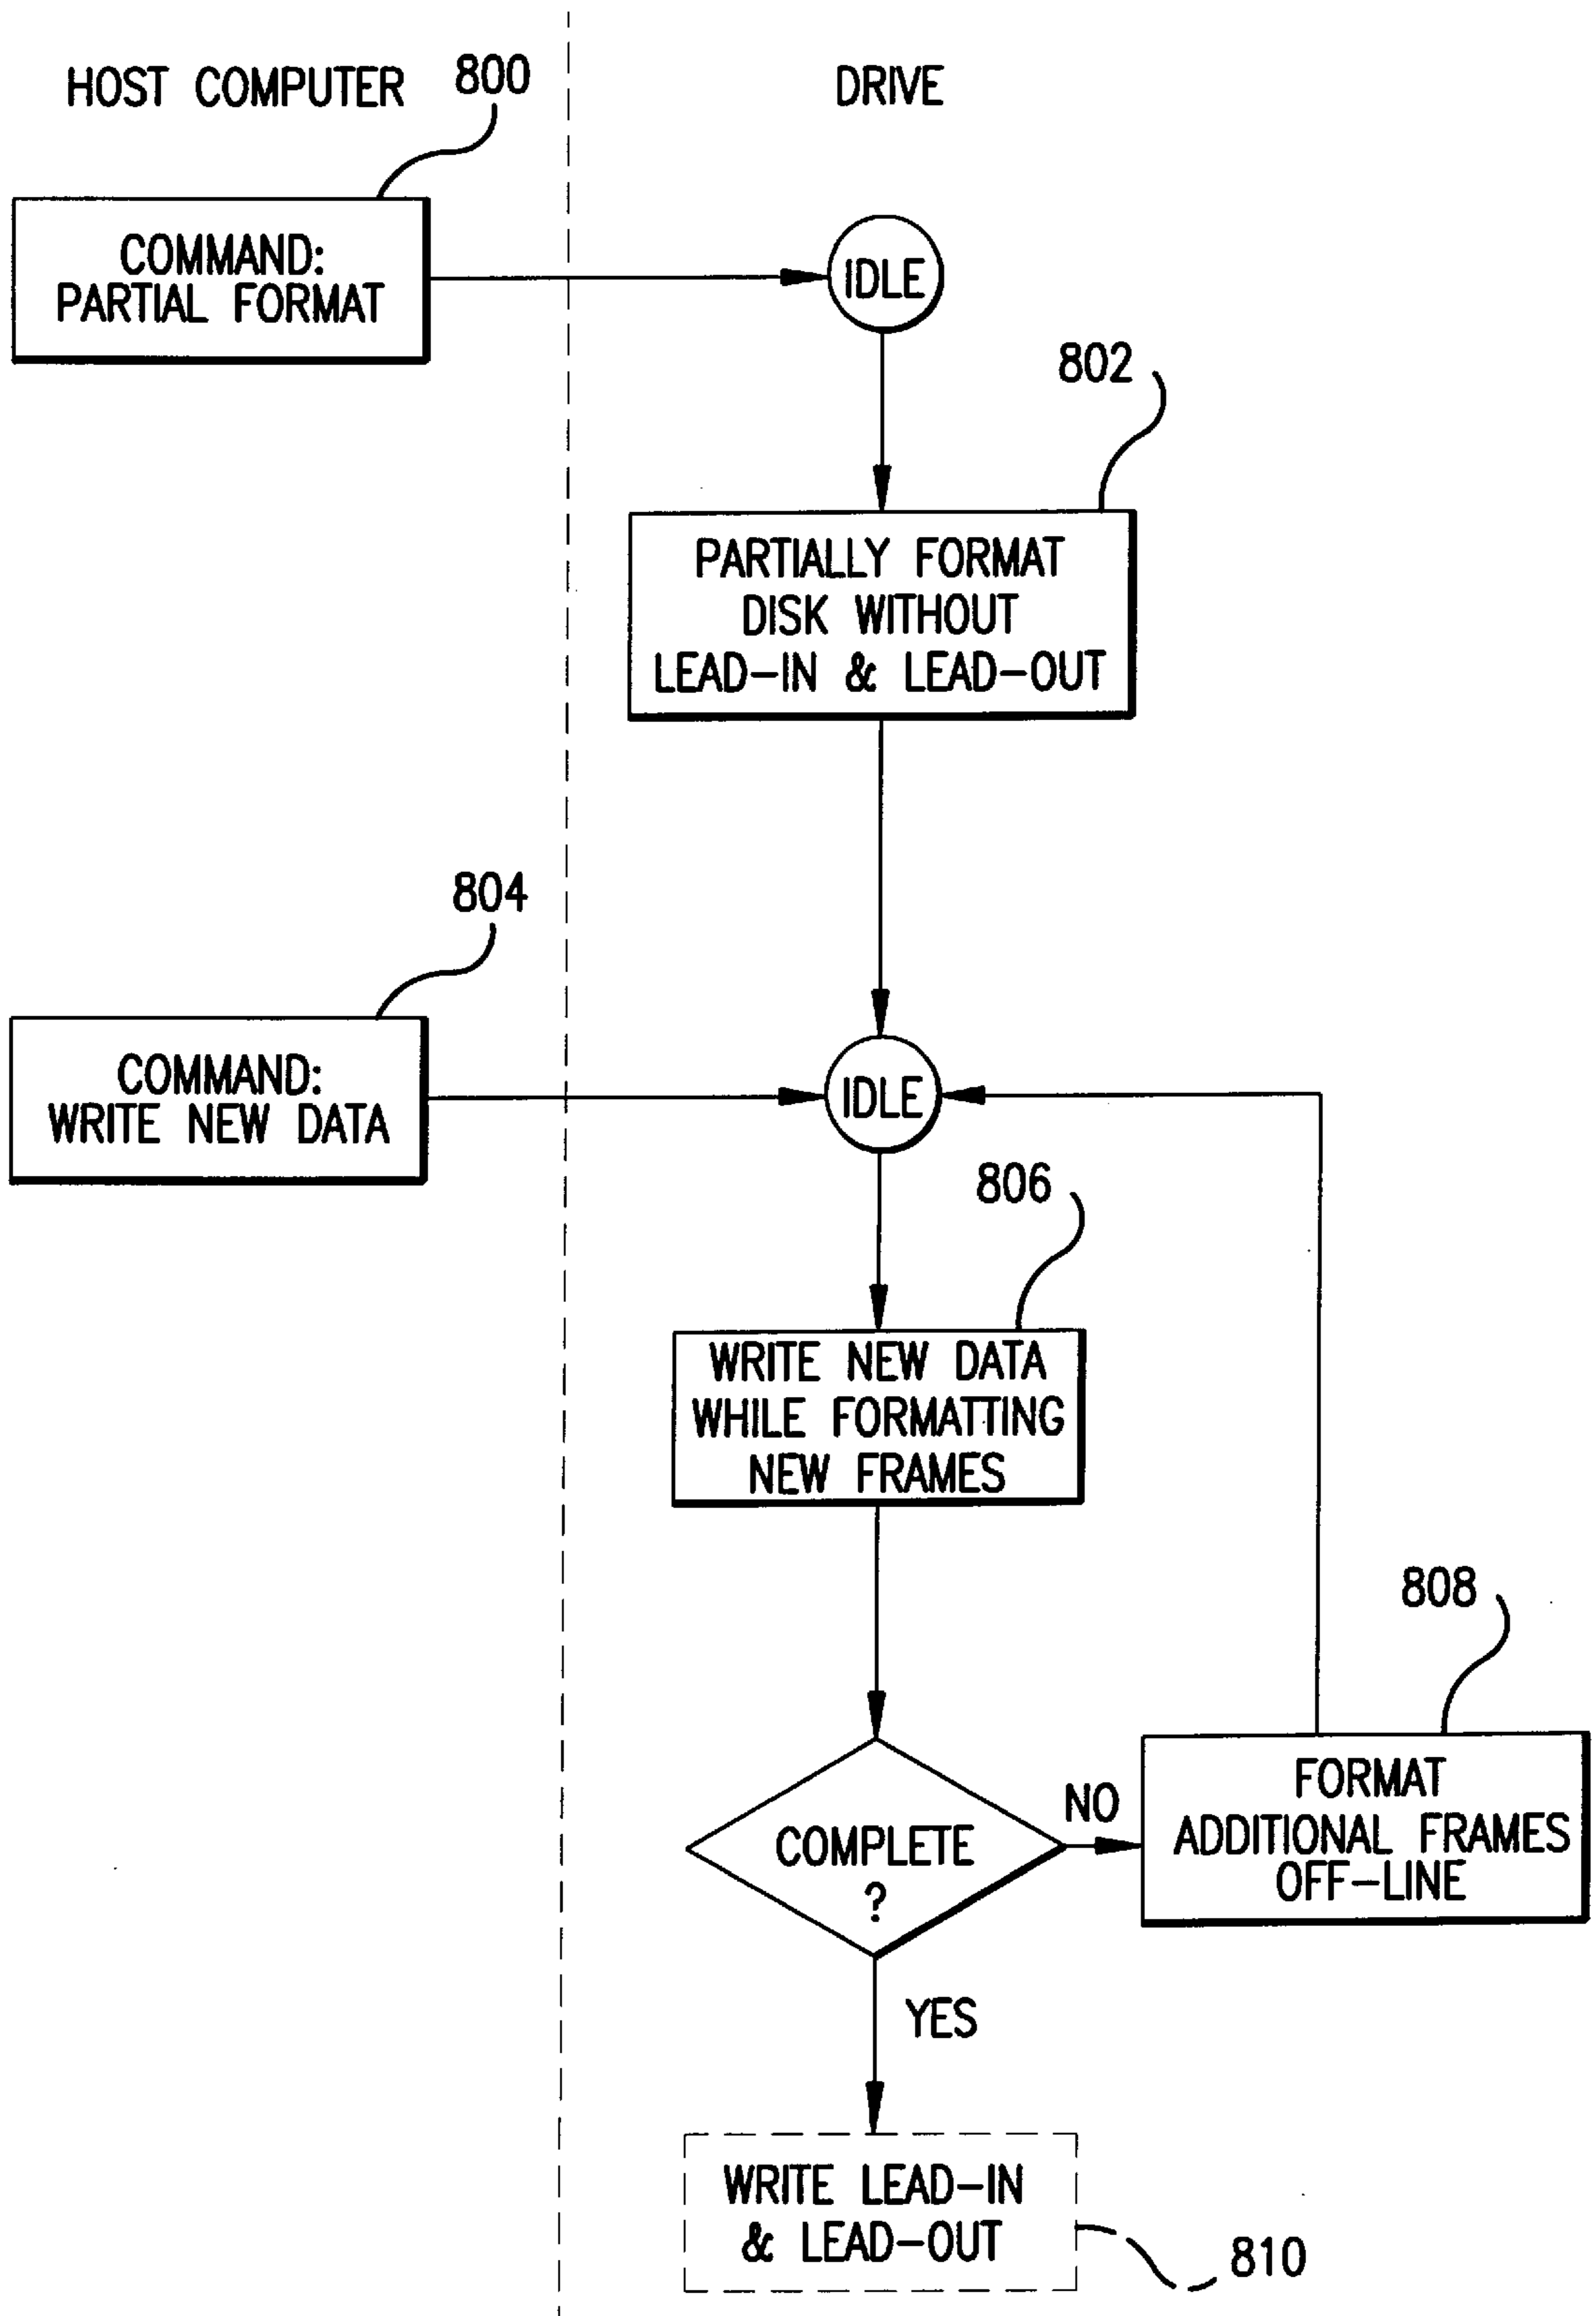 HOST COMPUTER
800
DRIVE
COMMAND:
PARTIAL FORMAT
IDLE
802
PARTIALLY FORMAT
DISK WITHOUT
LEAD-IN & LEAD-OUT
804
COMMAND:
WRITE NEW DATA
IDLE
806
WRITE NEW DATA
WHILE FORMATTING
NEW FRAMES
808
COMPLETE
?
NO
FORMAT
ADDITIONAL FRAMES
OFF-LINE
YES
WRITE LEAD-IN
& LEAD-OUT
810